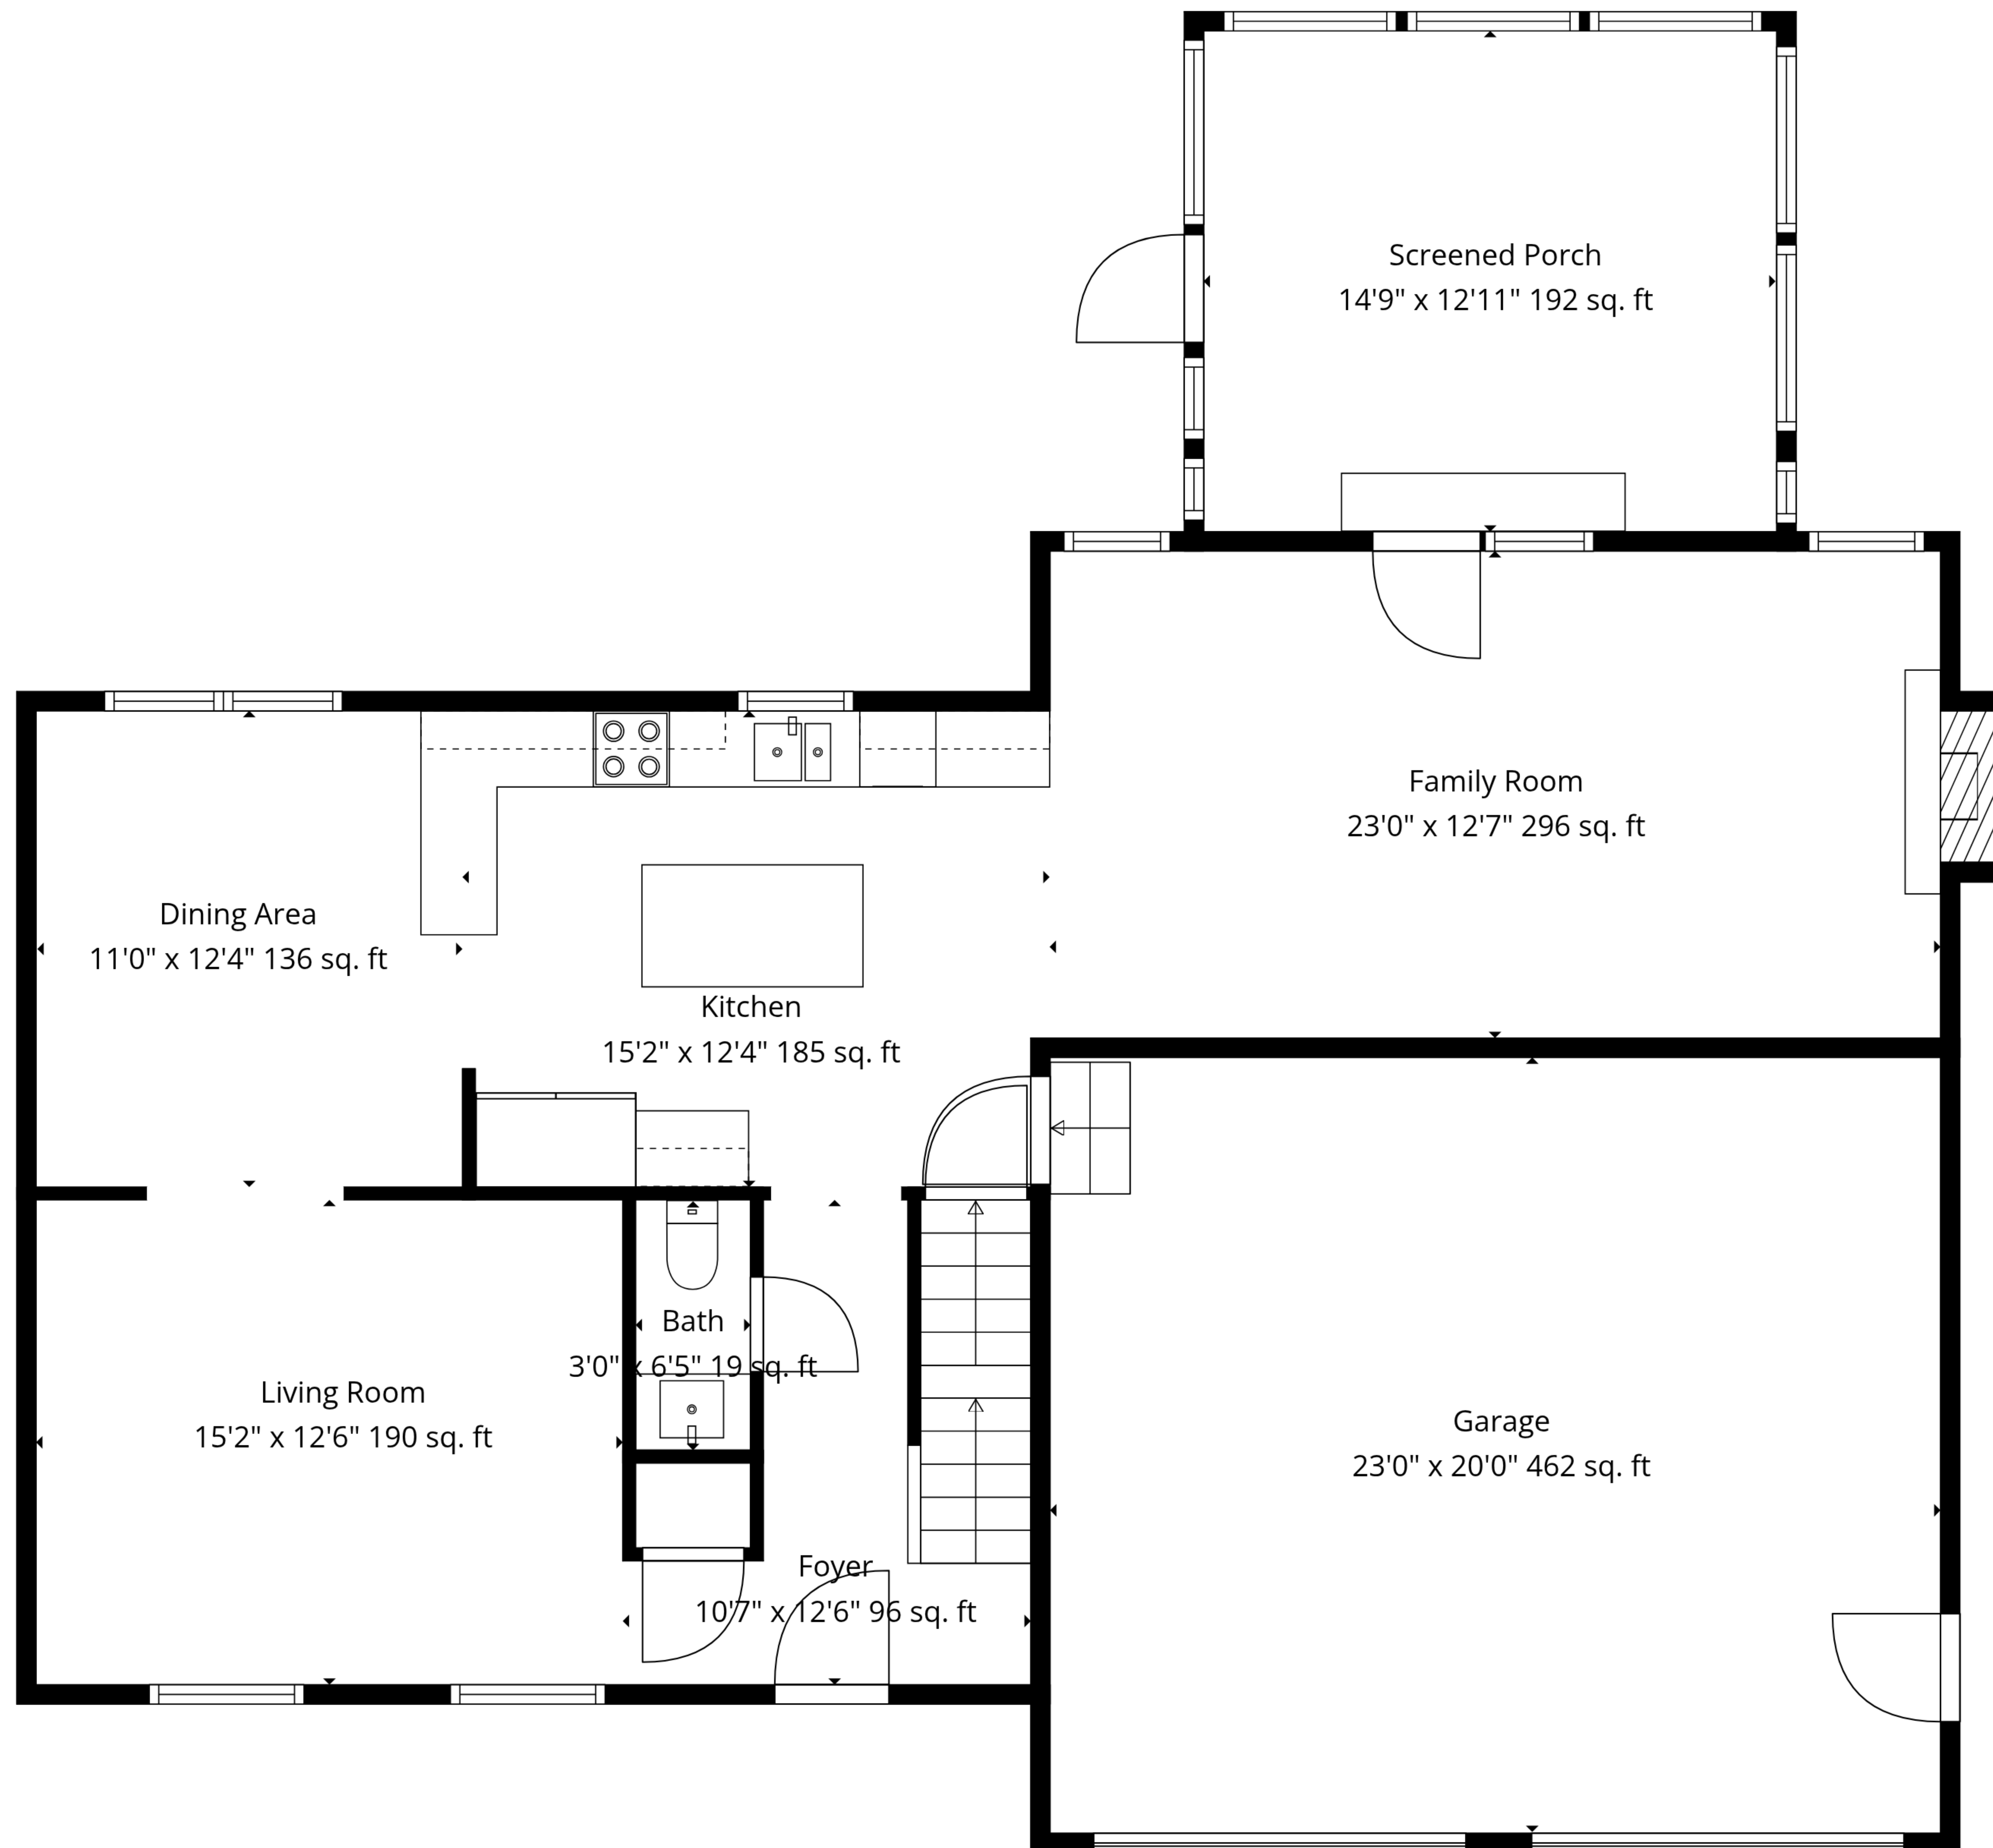 Screened Porch
14'9" x 12'11" 192 sq. ft
Family Room
23'0" x 12'7" 296 sq. ft
Dining Area
11'0" x 12'4" 136 sq. ft
Kitchen
15'2" x 12'4" 185 sq. ft
Bath
3'0" x 6'5" 19 sq. ft
Living Room
15'2" x 12'6" 190 sq. ft
Garage
23'0" x 20'0" 462 sq. ft
Foyer
10'7" x 12'6" 96 sq. ft